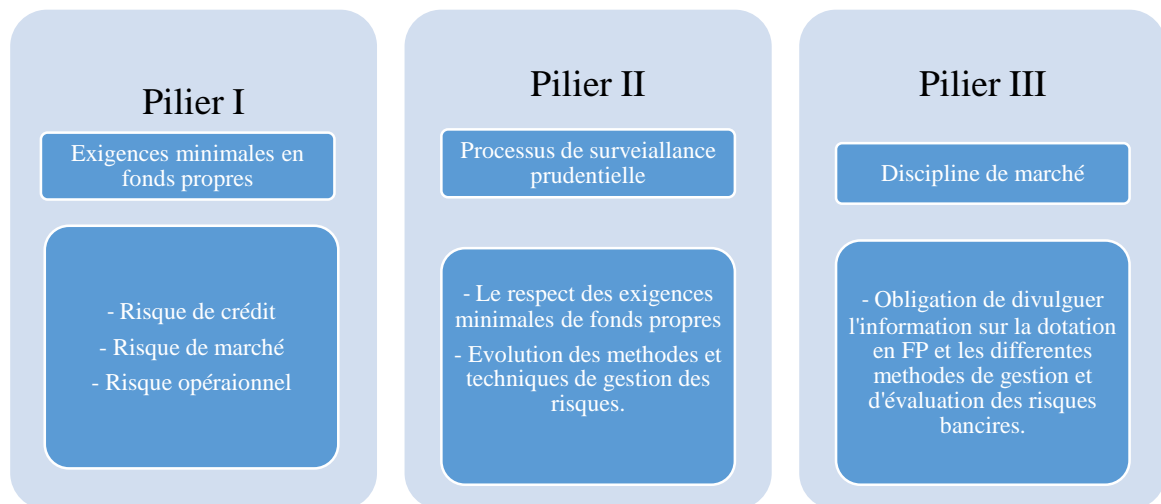 Pilier I
Exigences minimales en
fonds propres
- Risque de crédit
- Risque de marché
- Risque opéraionnel
Pilier II
Processus de surveiallance
prudentielle
- Le respect des exigences
minimales de fonds propres
- Evolution des methodes et
techniques de gestion des
risques.
Pilier III
Discipline de marché
- Obligation de divulguer
l'information sur la dotation
en FP et les differentes
methodes de gestion et
d'évaluation des risques
bancires.